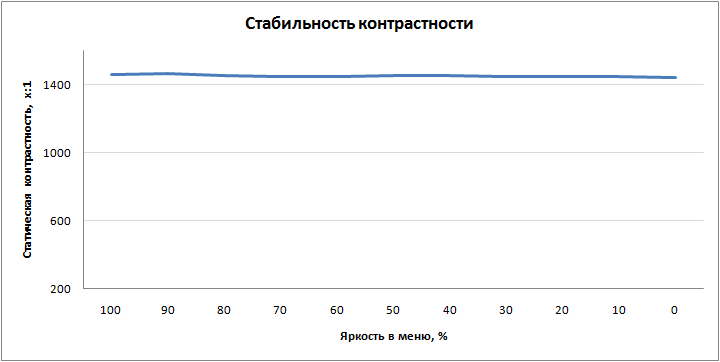 Стабильность контрастности
Статическая контрастность, х:1
1400
1000
600
200
100 90 80 70 60 50 40 30 20 10 0
Яркость в меню, %